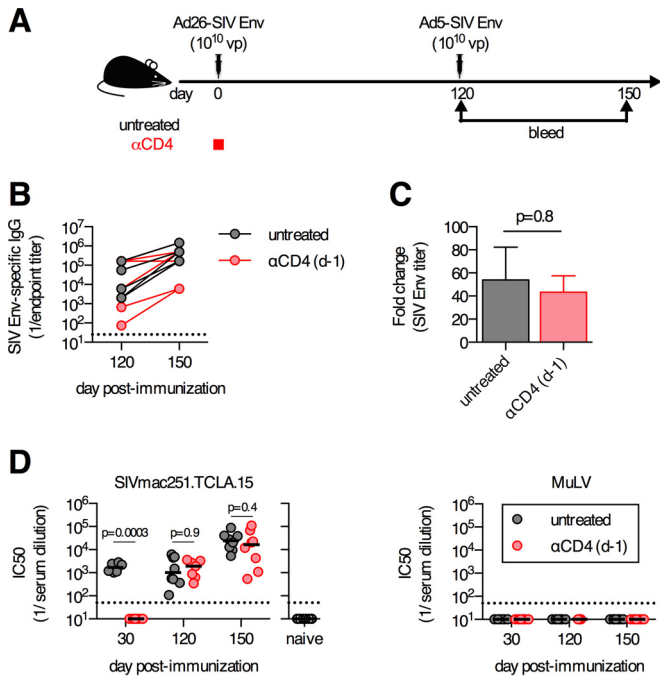 A
Ad26-SIV Env
(10¹⁰ vp)
Ad5-SIV Env
(10¹⁰ vp)
day
0
120
150
untreated
αCD4
bleed
B
SIV Env-specific IgG
(1/endpoint titer)
10⁷
10⁶
10⁵
10⁴
10³
10²
10¹
120
150
day post-immunization
untreated
αCD4 (d-1)
C
Fold change
(SIV Env titer)
100
80
60
40
20
0
p=0.8
untreated
αCD4 (d-1)
D
SIVmac251.TCLA.15
IC50
(1/ serum dilution)
10⁶
10⁵
10⁴
10³
10²
10¹
p=0.0003
p=0.9
p=0.4
30
120
150
naive
day post-immunization
MuLV
IC50
(1/ serum dilution)
10⁶
10⁵
10⁴
10³
10²
10¹
untreated
αCD4 (d-1)
30
120
150
day post-immunization